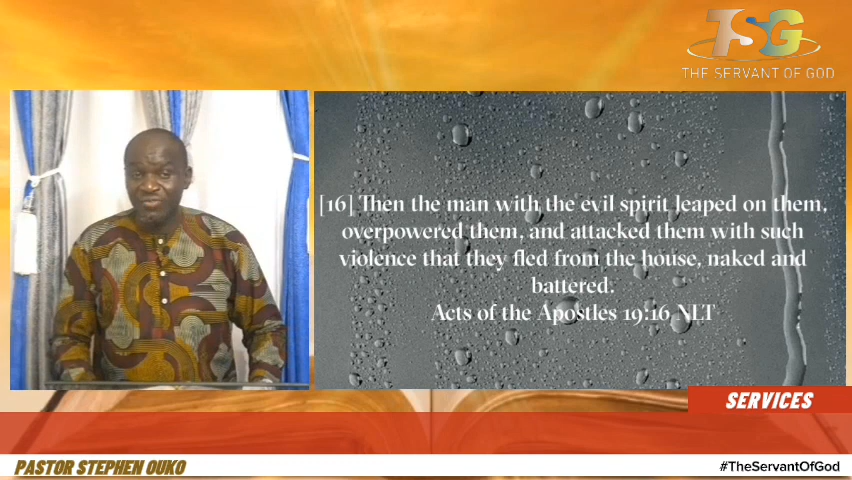 TSG
THE SERVANT OF GOD
[16] Then the man with the evil spirit leaped on them,
overpowered them, and attacked them with such
violence that they fled from the house, naked and
battered.
Acts of the Apostles 19:16 NLT
SERVICES
PASTOR STEPHEN OUKO
#TheServantOfGod